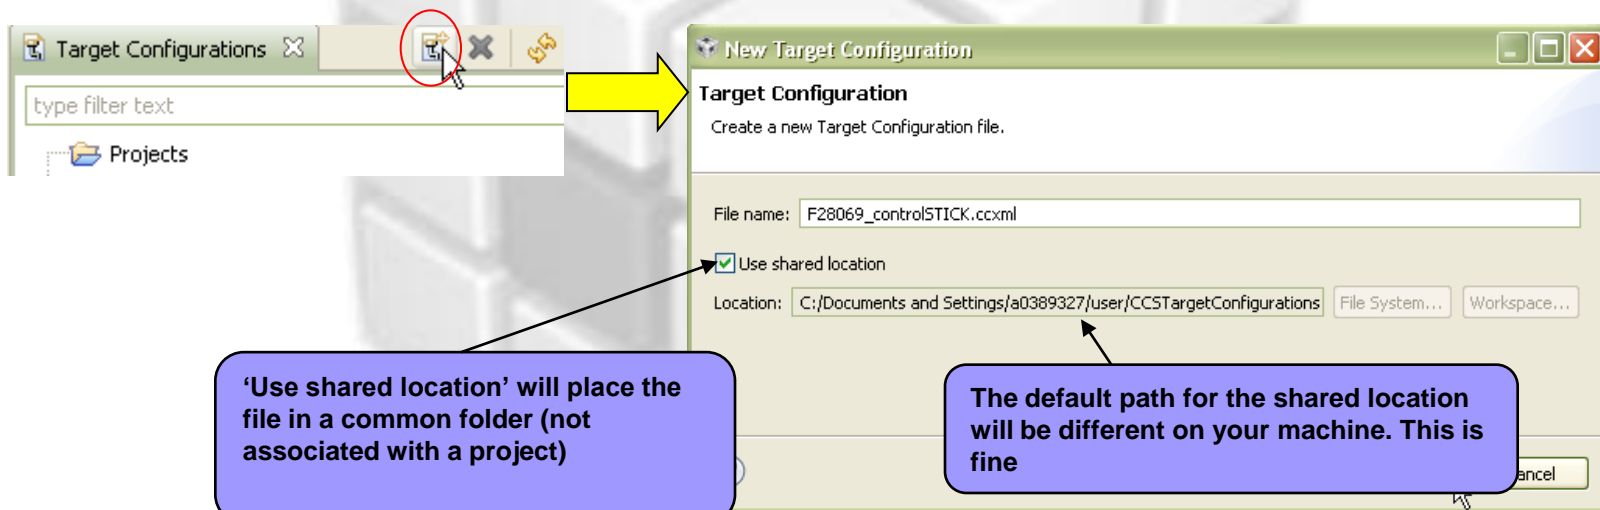 Target Configurations
type filter text
Projects
New Target Configuration
Target Configuration
Create a new Target Configuration file.
File name: F28069_controlSTICK.ccxml
Use shared location
Location: C:/Documents and Settings/a0389327/user/CCSTargetConfigurations File System... Workspace...
‘Use shared location’ will place the
file in a common folder (not
associated with a project)
The default path for the shared location
will be different on your machine. This is
fine
ancel